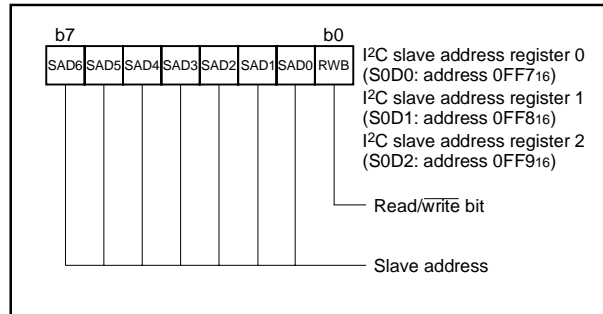 b7 b0
SAD6 SAD5 SAD4 SAD3 SAD2 SAD1 SAD0 RWB
I²C slave address register 0
(S0D0: address 0FF7₁₆)
I²C slave address register 1
(S0D1: address 0FF8₁₆)
I²C slave address register 2
(S0D2: address 0FF9₁₆)
Read/w̅r̅i̅t̅e̅ bit
Slave address